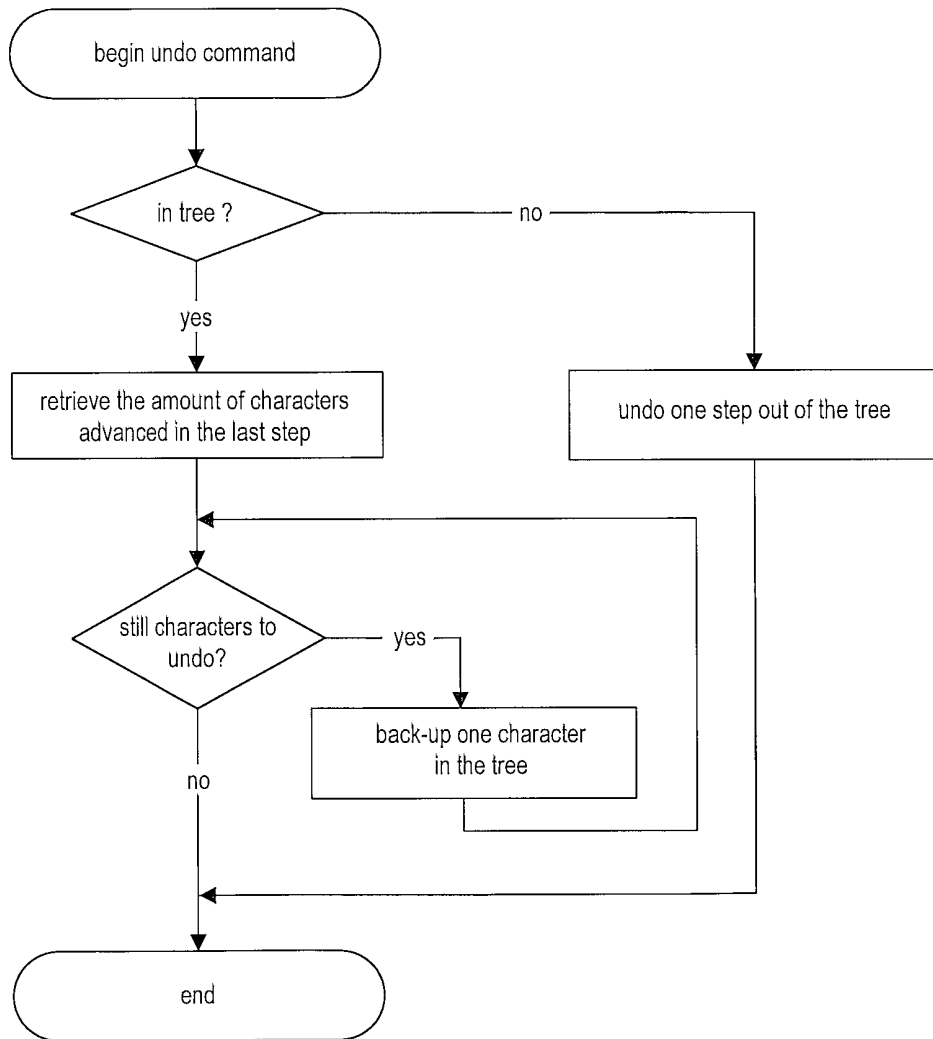 begin undo command
in tree ?
no
yes
retrieve the amount of characters
advanced in the last step
undo one step out of the tree
still characters to
undo?
yes
back-up one character
in the tree
no
end